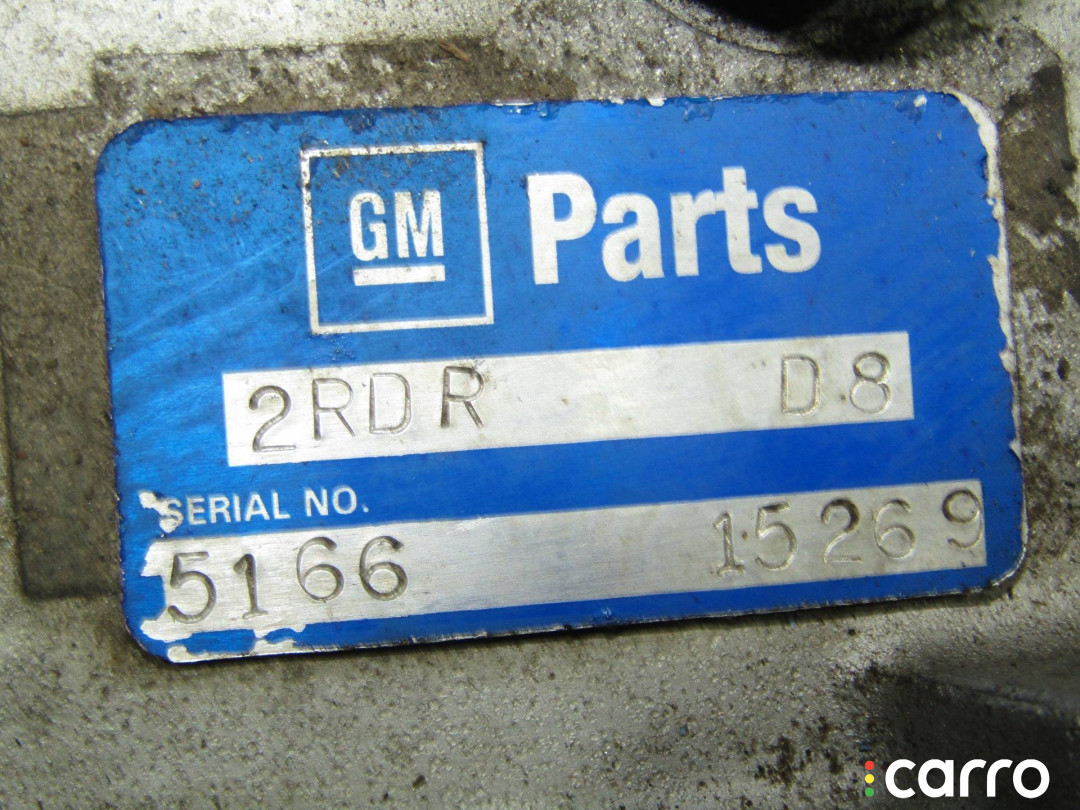 GM Parts
2RDR D8
SERIAL NO.
5166 15269
carro